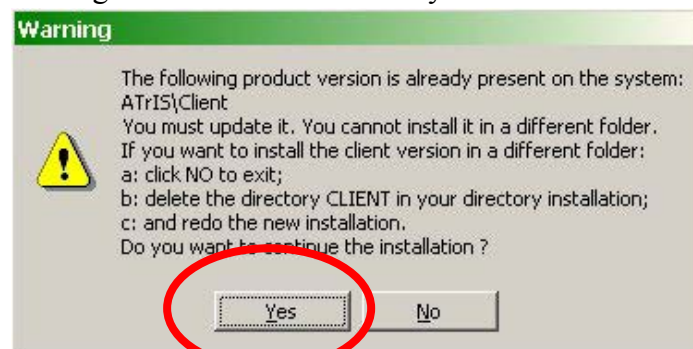 Warning
The following product version is already present on the system:
ATrIS\Client
You must update it. You cannot install it in a different folder.
If you want to install the client version in a different folder:
a: click NO to exit;
b: delete the directory CLIENT in your directory installation;
c: and redo the new installation.
Do you want to continue the installation ?
Yes No